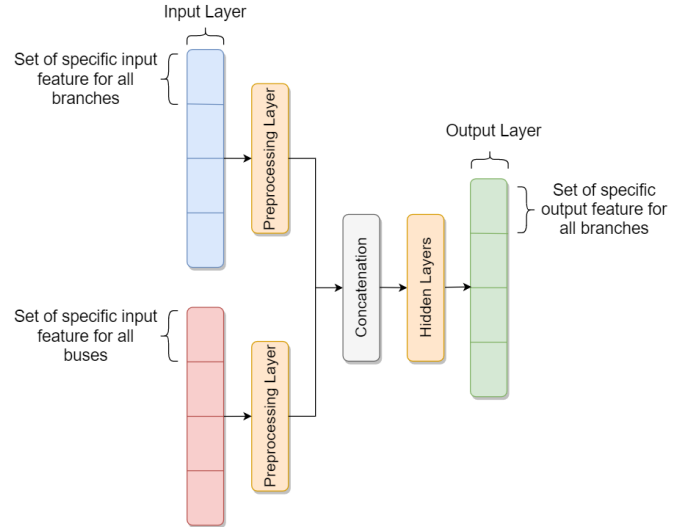 Input Layer
Set of specific input
feature for all
branches
Preprocessing Layer
Output Layer
Set of specific
output feature for
all branches
Concatenation
Hidden Layers
Set of specific input
feature for all
buses
Preprocessing Layer